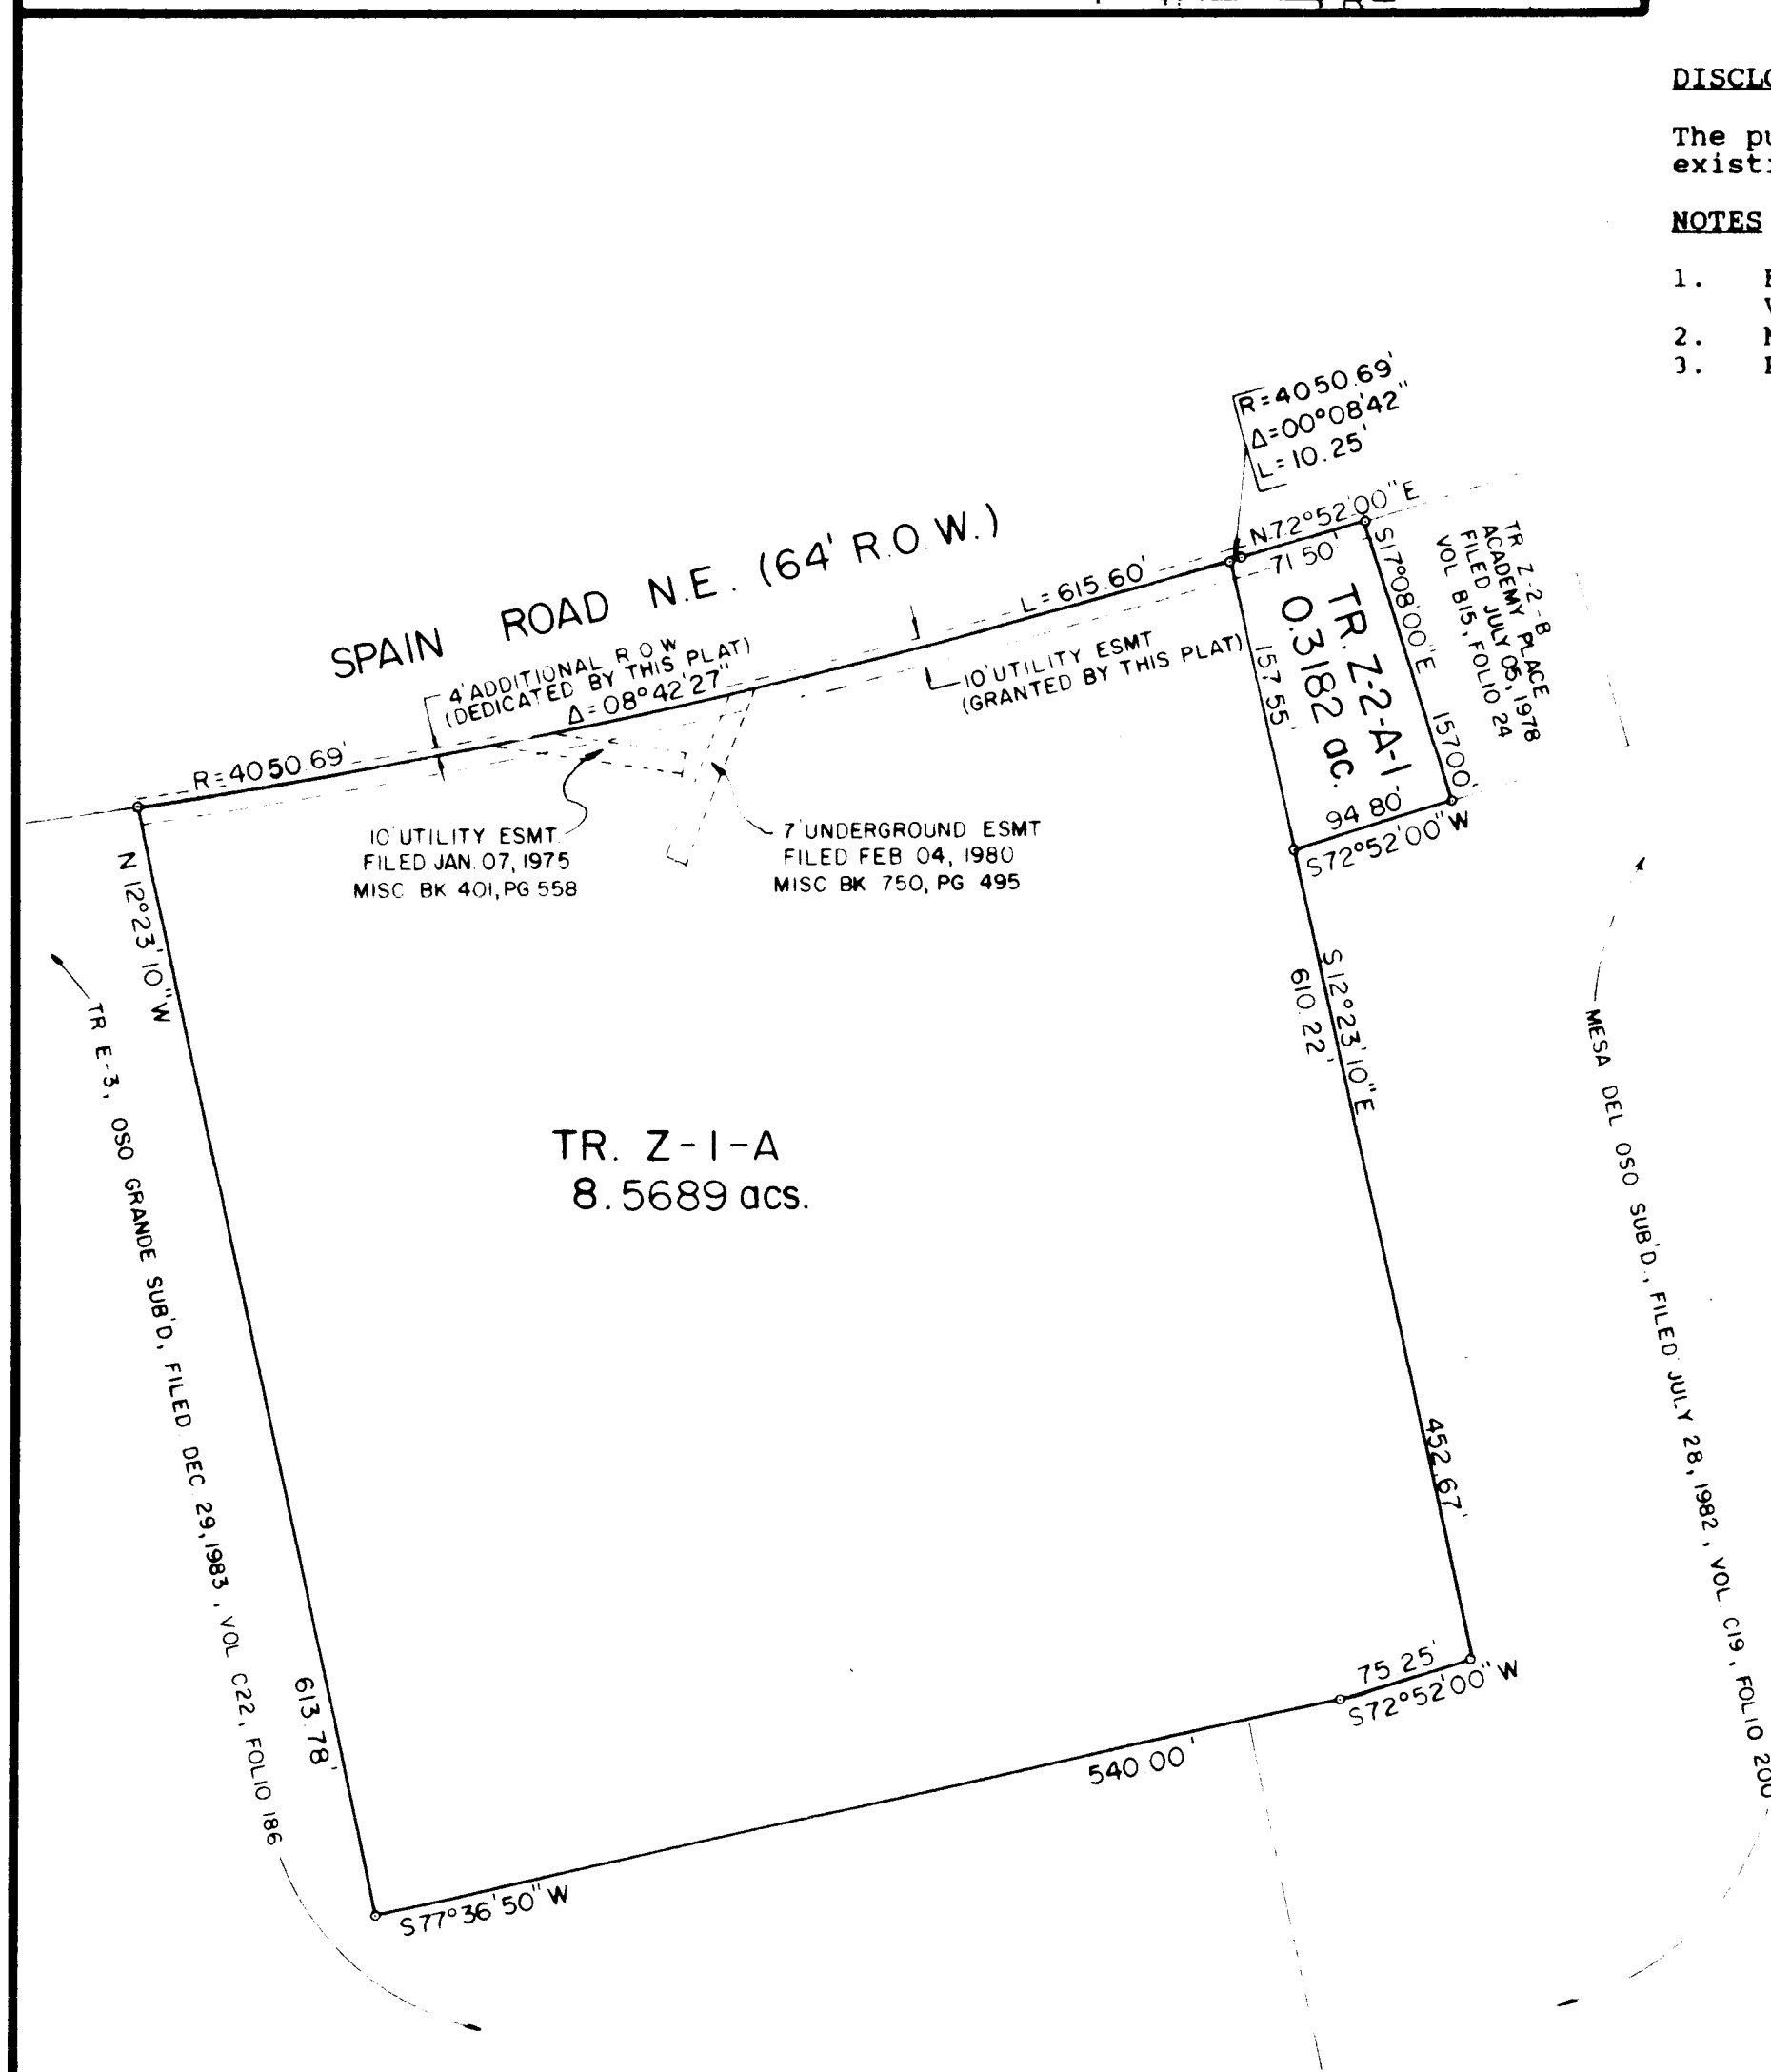 DISCLO
The pu
existi
NOTES
1.
2.
3.
R=4050.69'
Δ=00°08'42"
L=10.25'
N.72°52'00"E
71 50'
S17°08'00"E
157.00'
TR Z-2-B
ACADEMY PLACE
FILED JULY 05, 1978
VOL B15, FOLIO 24
TR. Z-2-A-1
0.3182 ac.
157.55'
94 80'
S72°52'00"W
SPAIN ROAD N.E. (64' R.O.W.)
L=615.60'
4' ADDITIONAL R O W
(DEDICATED BY THIS PLAT)
Δ=08°42'27"
R=4050.69'
10' UTILITY ESMT
(GRANTED BY THIS PLAT)
10' UTILITY ESMT.
FILED JAN. 07, 1975
MISC BK 401, PG 558
7' UNDERGROUND ESMT
FILED FEB 04, 1980
MISC BK 750, PG 495
N 12°23'10"W
613.78'
S12°23'10"E
610.22'
452.67'
TR E-3, OSO GRANDE SUB'D, FILED DEC 29, 1983, VOL C22, FOLIO 186
TR. Z-1-A
8.5689 acs.
MESA DEL OSO SUB'D., FILED JULY 28, 1982, VOL C19, FOLIO 200
75 25'
S72°52'00"W
540 00'
S77°36'50"W